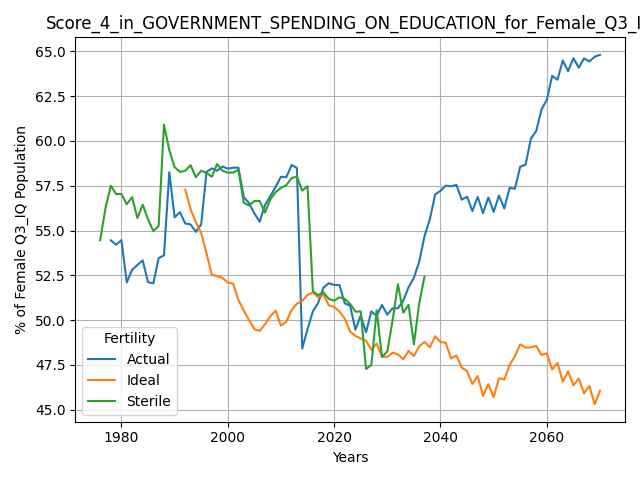 Score_4_in_GOVERNMENT_SPENDING_ON_EDUCATION_for_Female_Q3_I
65.0
62.5
60.0
57.5
55.0
52.5
50.0
47.5
45.0
% of Female Q3_IQ Population
Fertility
Actual
Ideal
Sterile
1980 2000 2020 2040 2060
Years